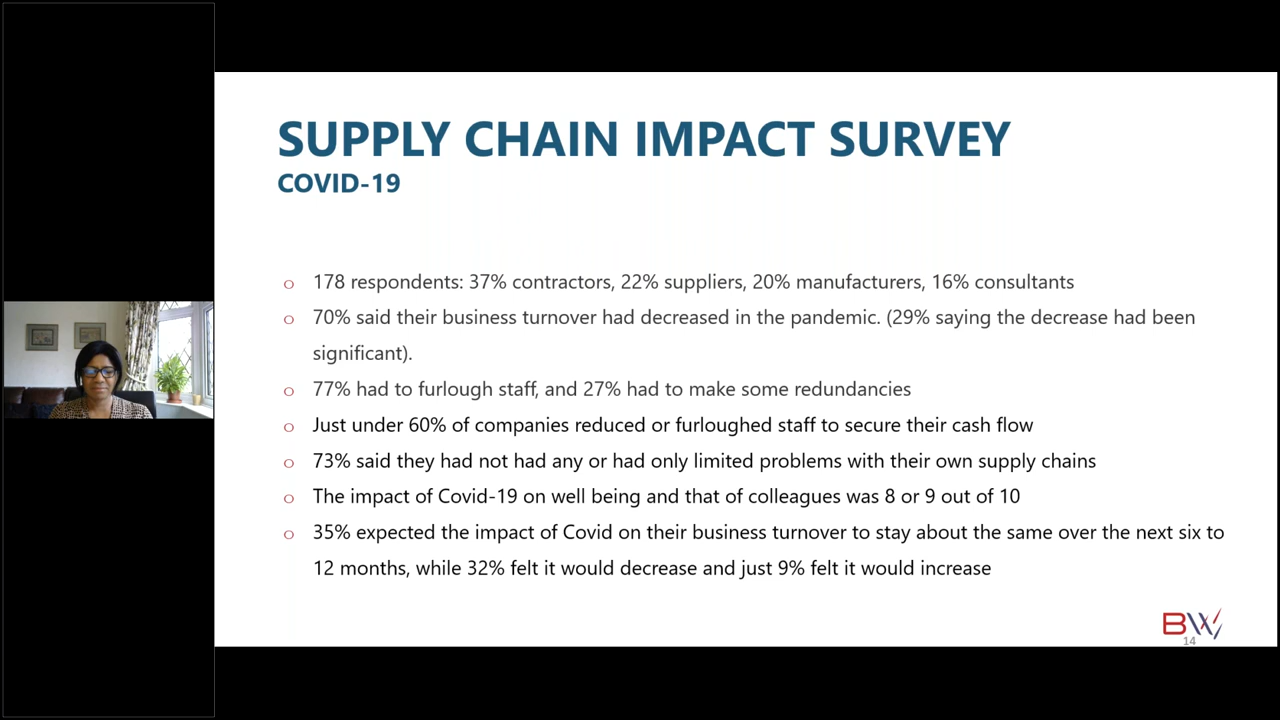 SUPPLY CHAIN IMPACT SURVEY
COVID-19
178 respondents: 37% contractors, 22% suppliers, 20% manufacturers, 16% consultants
70% said their business turnover had decreased in the pandemic. (29% saying the decrease had been
significant).
77% had to furlough staff, and 27% had to make some redundancies
Just under 60% of companies reduced or furloughed staff to secure their cash flow
73% said they had not had any or had only limited problems with their own supply chains
The impact of Covid-19 on well being and that of colleagues was 8 or 9 out of 10
35% expected the impact of Covid on their business turnover to stay about the same over the next six to
12 months, while 32% felt it would decrease and just 9% felt it would increase
BW
14